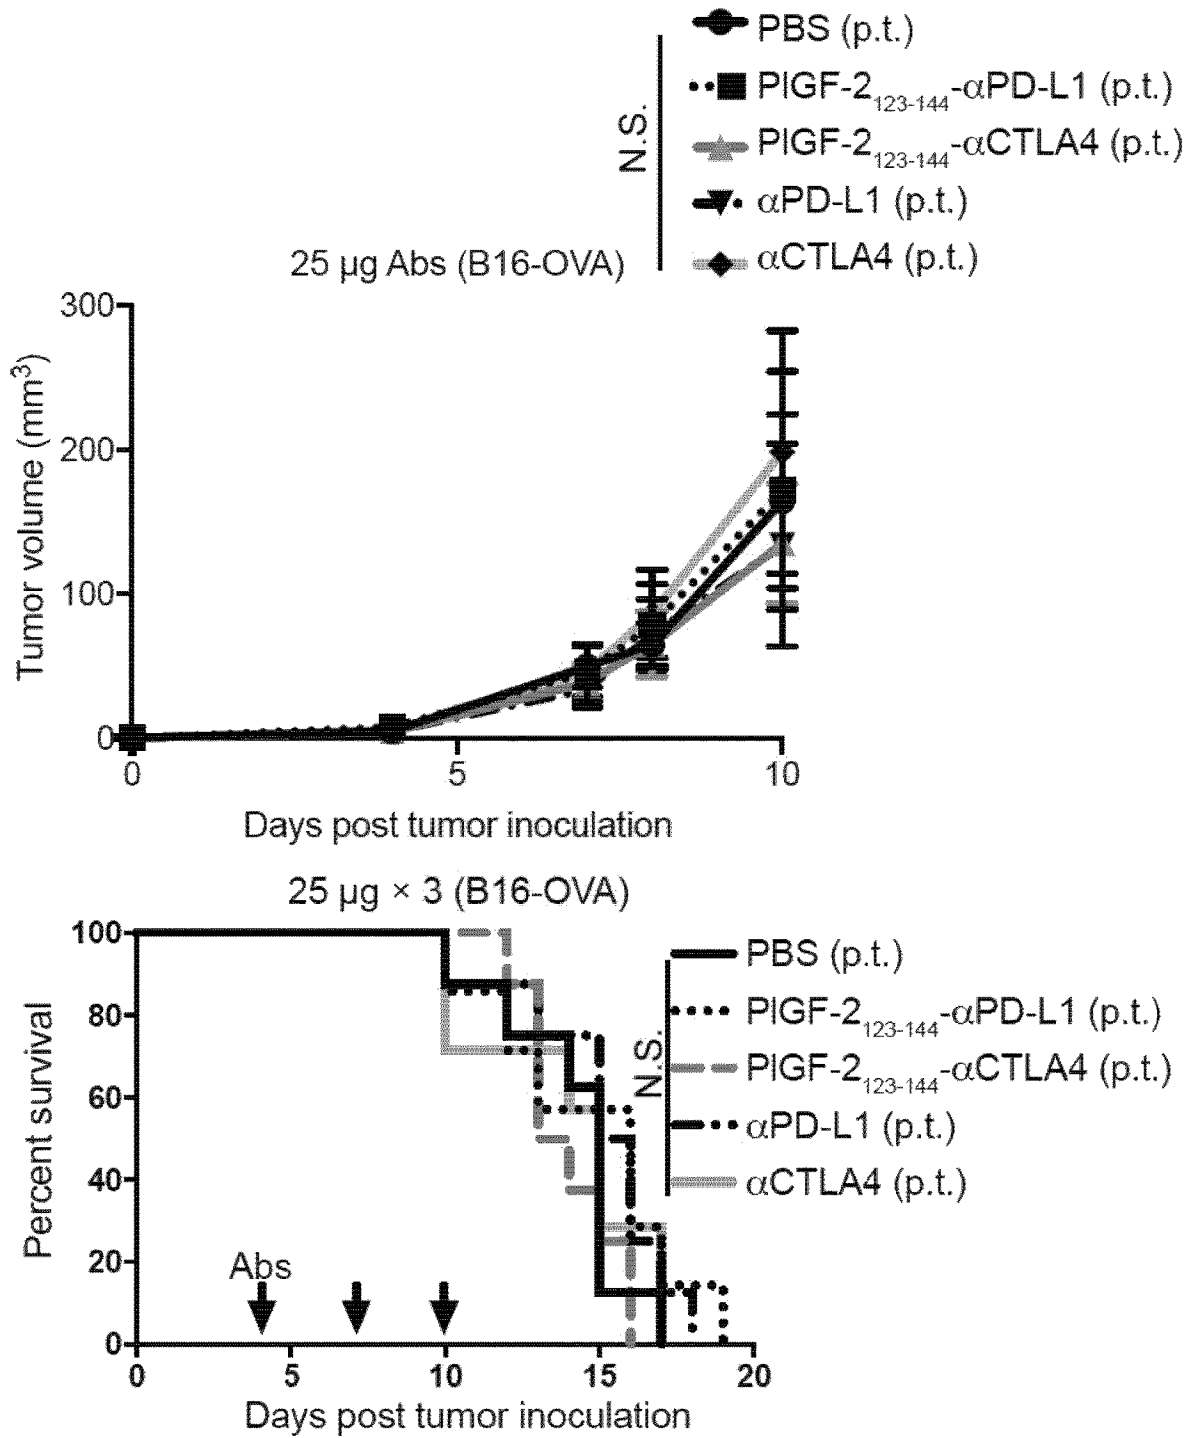 PBS (p.t.)
PlGF-2123-144-αPD-L1 (p.t.)
PlGF-2123-144-αCTLA4 (p.t.)
αPD-L1 (p.t.)
αCTLA4 (p.t.)
N.S.
25 µg Abs (B16-OVA)
Tumor volume (mm3)
300
200
100
0
0 5 10
Days post tumor inoculation
25 µg × 3 (B16-OVA)
Percent survival
100
80
60
40
20
0
Abs
0 5 10 15 20
Days post tumor inoculation
N.S.
PBS (p.t.)
PlGF-2123-144-αPD-L1 (p.t.)
PlGF-2123-144-αCTLA4 (p.t.)
αPD-L1 (p.t.)
αCTLA4 (p.t.)